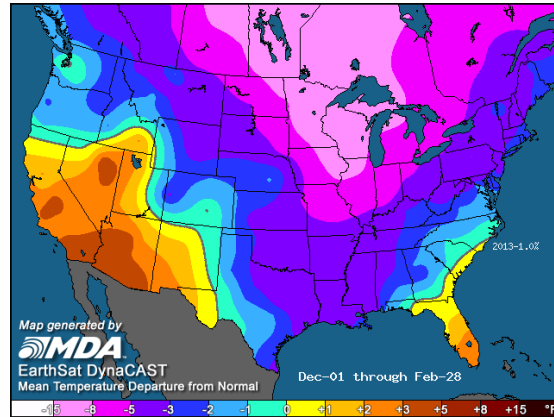 2013-1.0%
Map generated by
MDA
EarthSat DynaCAST
Mean Temperature Departure from Normal
Dec-01 through Feb-28
-15 -8 -5 -3 -2 -1 0 +1 +2 +3 +5 +8 +15 °F